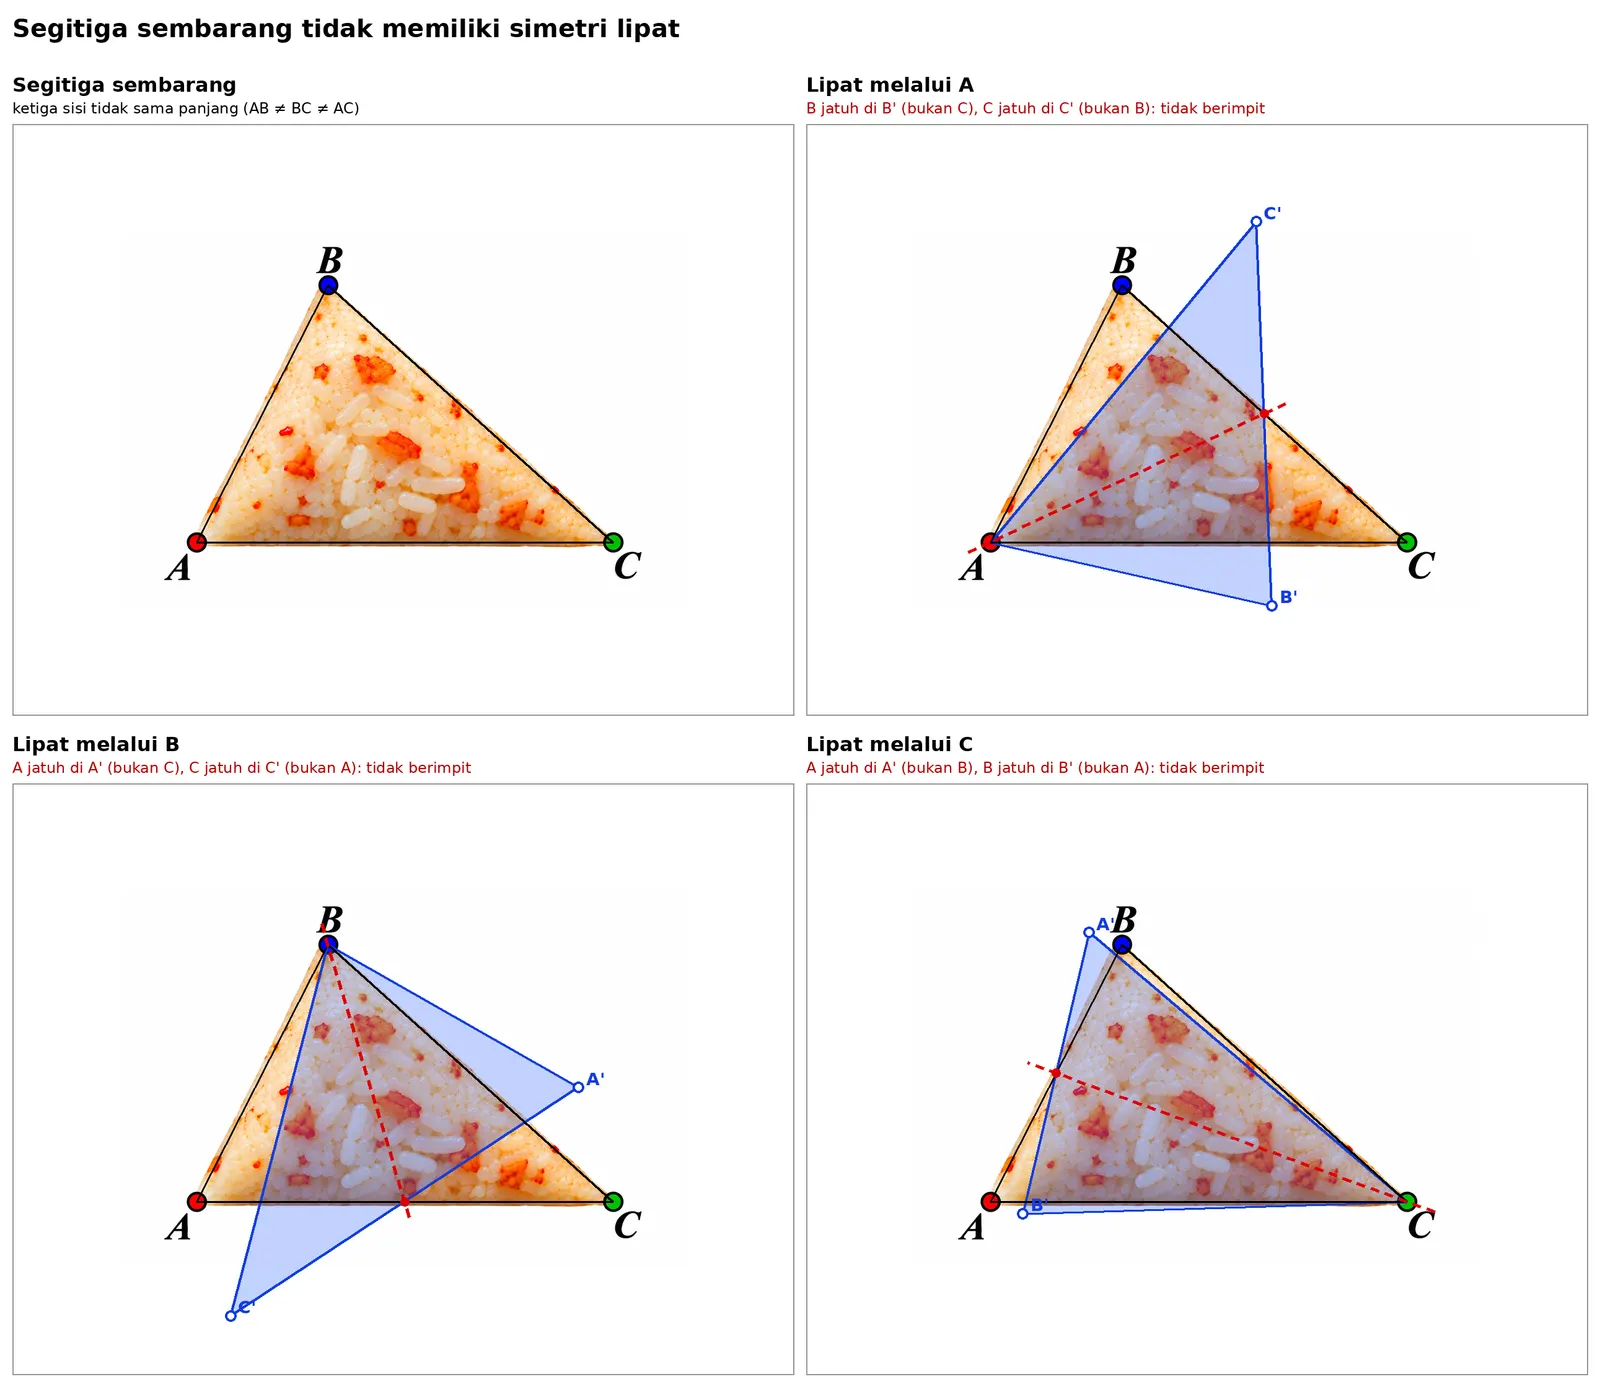 Segitiga sembarang tidak memiliki simetri lipat
Segitiga sembarang
ketiga sisi tidak sama panjang (AB ≠ BC ≠ AC)
B
A
C
Lipat melalui A
B jatuh di B' (bukan C), C jatuh di C' (bukan B): tidak berimpit
C'
B
A
C
B'
Lipat melalui B
A jatuh di A' (bukan C), C jatuh di C' (bukan A): tidak berimpit
B
A'
A
C
C'
Lipat melalui C
A jatuh di A' (bukan B), B jatuh di B' (bukan A): tidak berimpit
A'
B
B'
A
C